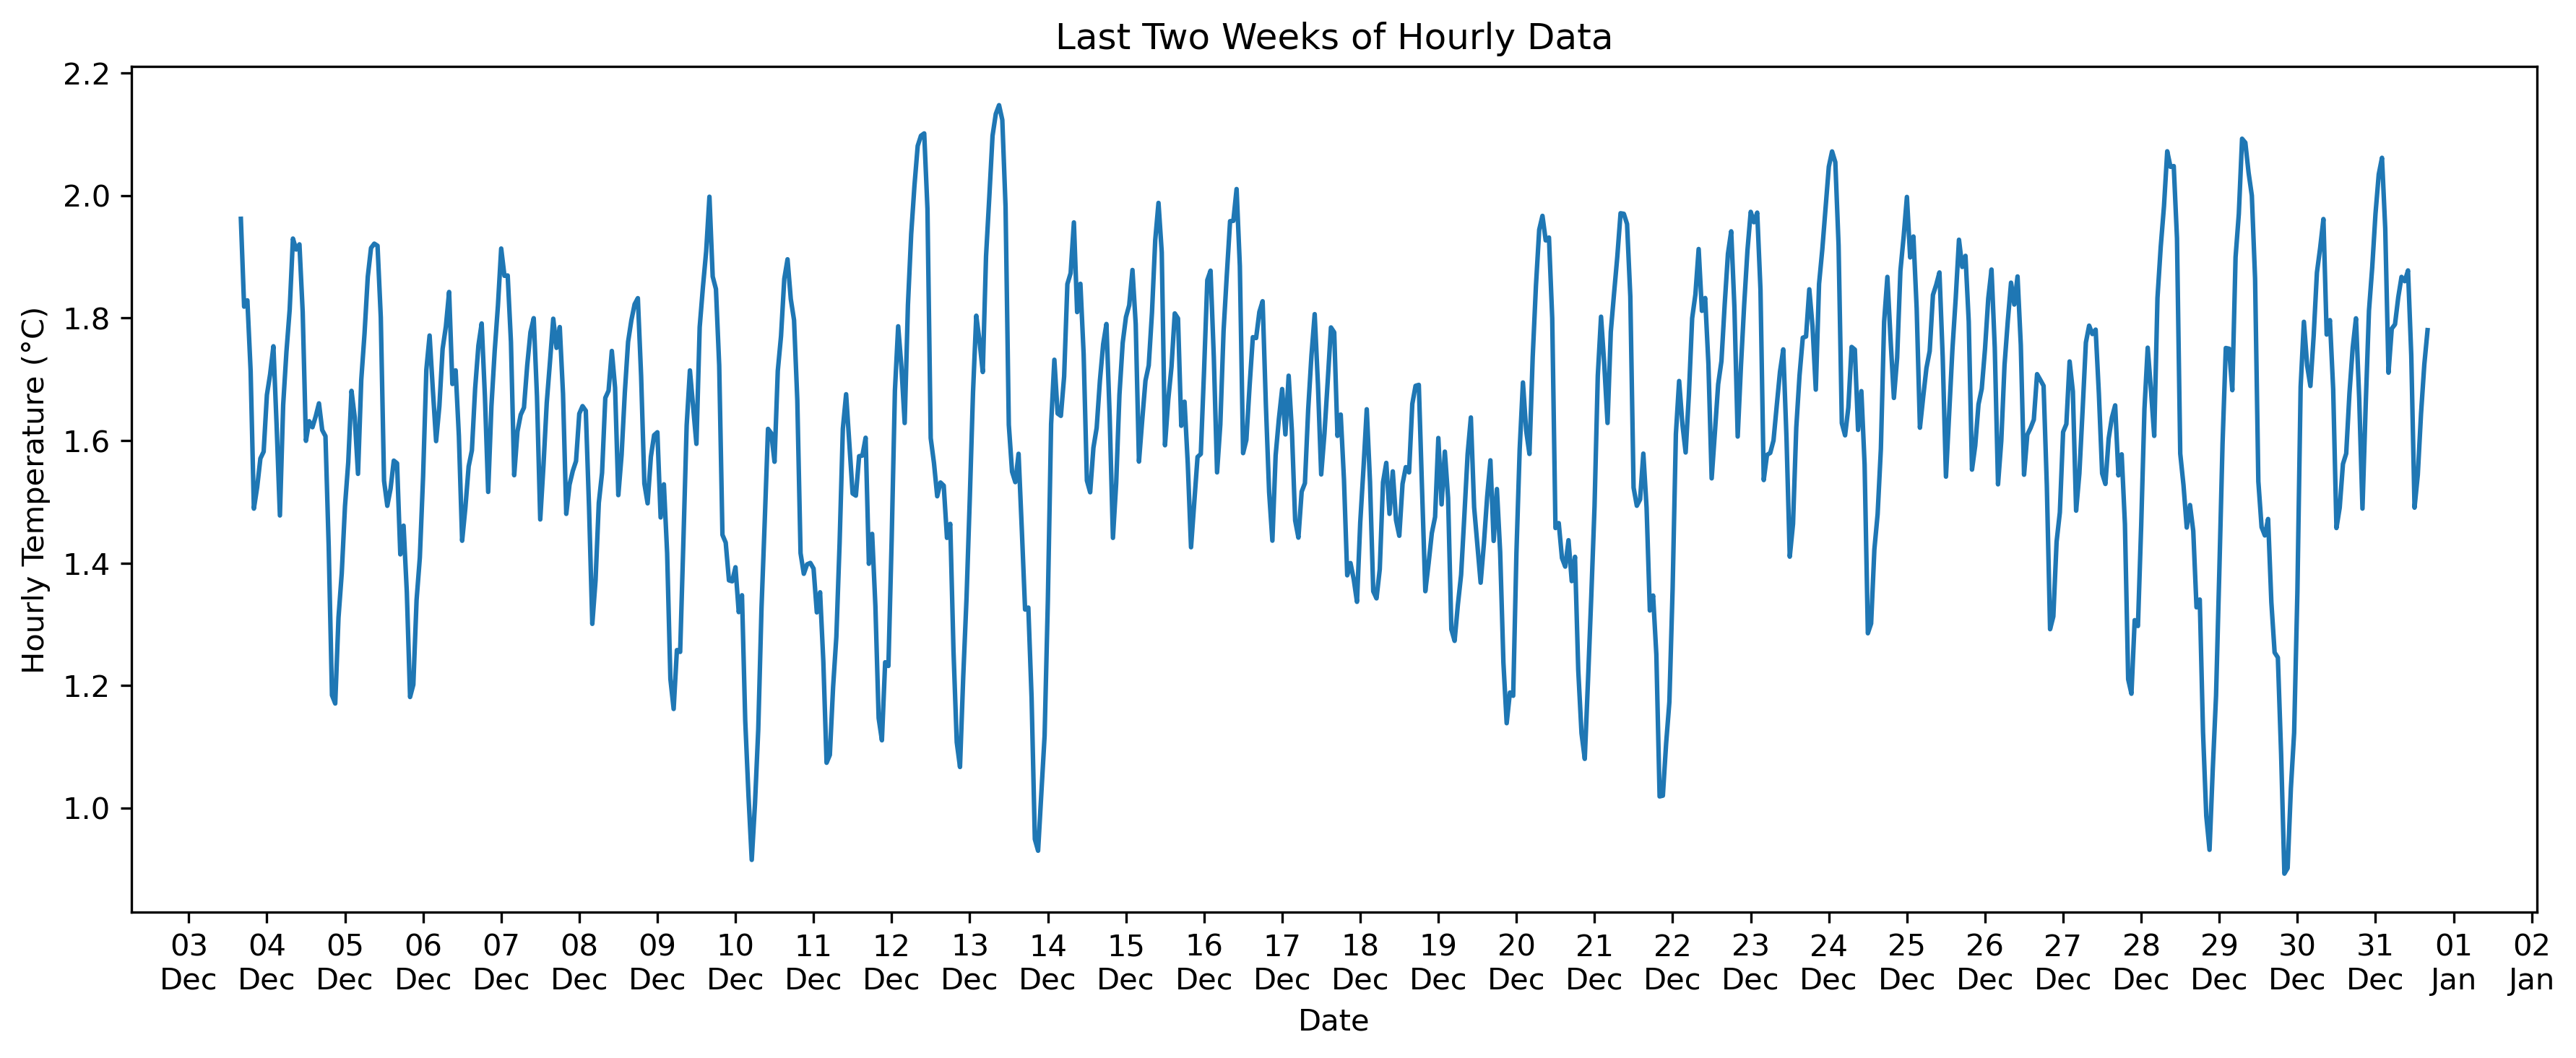 Last Two Weeks of Hourly Data
Hourly Temperature (°C)
2.2
2.0
1.8
1.6
1.4
1.2
1.0
03 04 05 06 07 08 09 10 11 12 13 14 15 16 17 18 19 20 21 22 23 24 25 26 27 28 29 30 31 01 02
Dec Dec Dec Dec Dec Dec Dec Dec Dec Dec Dec Dec Dec Dec Dec Dec Dec Dec Dec Dec Dec Dec Dec Dec Dec Dec Dec Dec Dec Jan Jan
Date